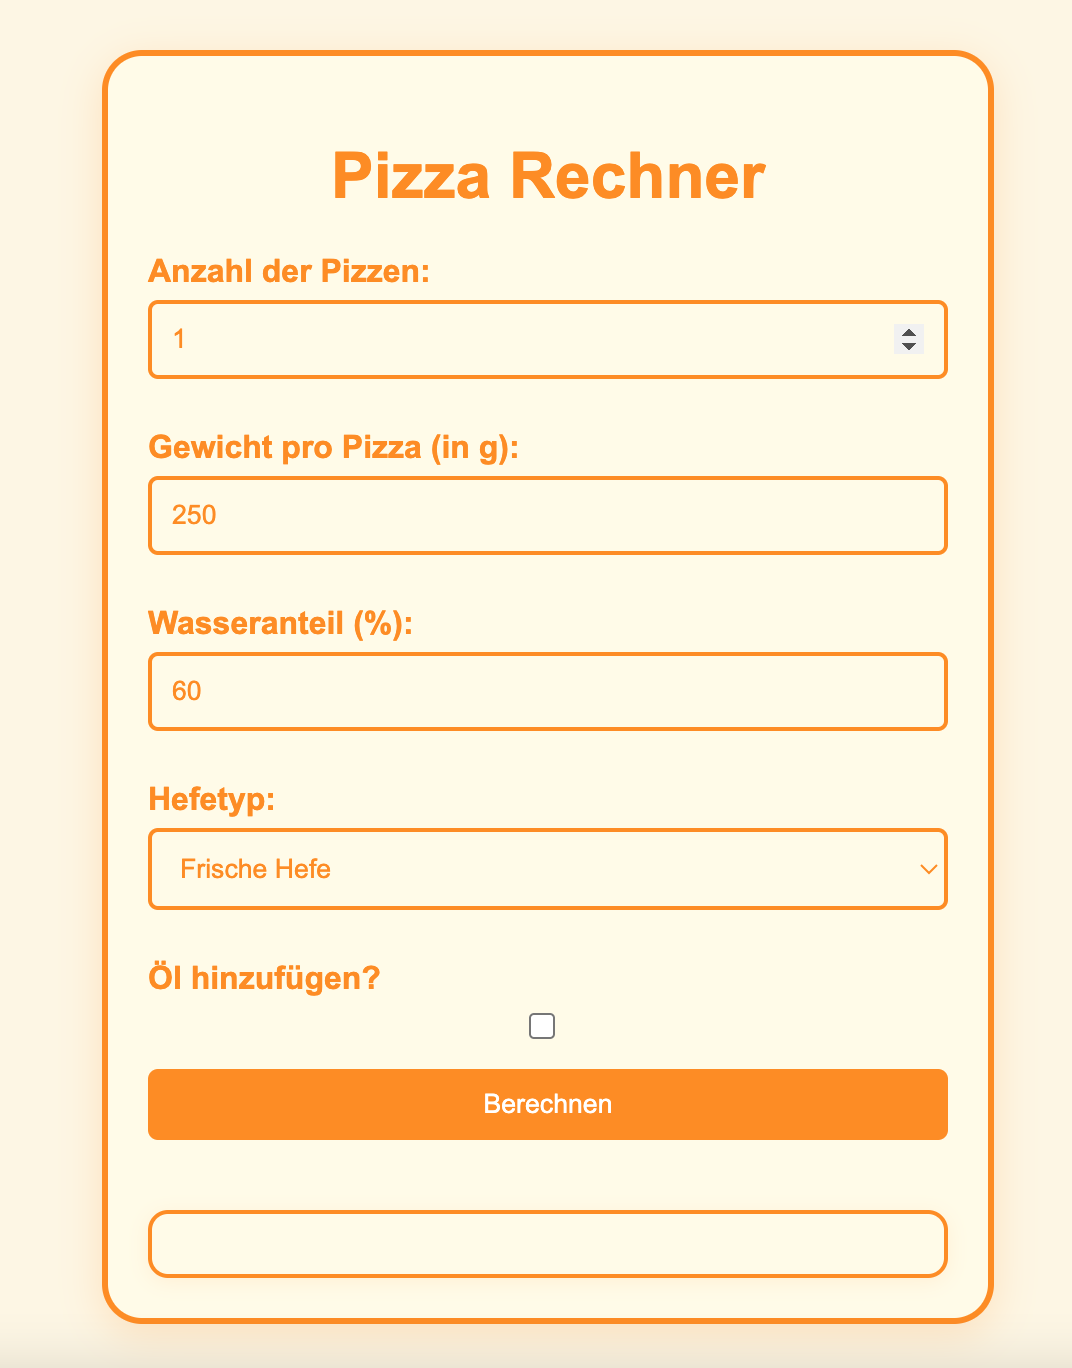 Pizza Rechner
Anzahl der Pizzen:
1
Gewicht pro Pizza (in g):
250
Wasseranteil (%):
60
Hefetyp:
Frische Hefe
Öl hinzufügen?
Berechnen